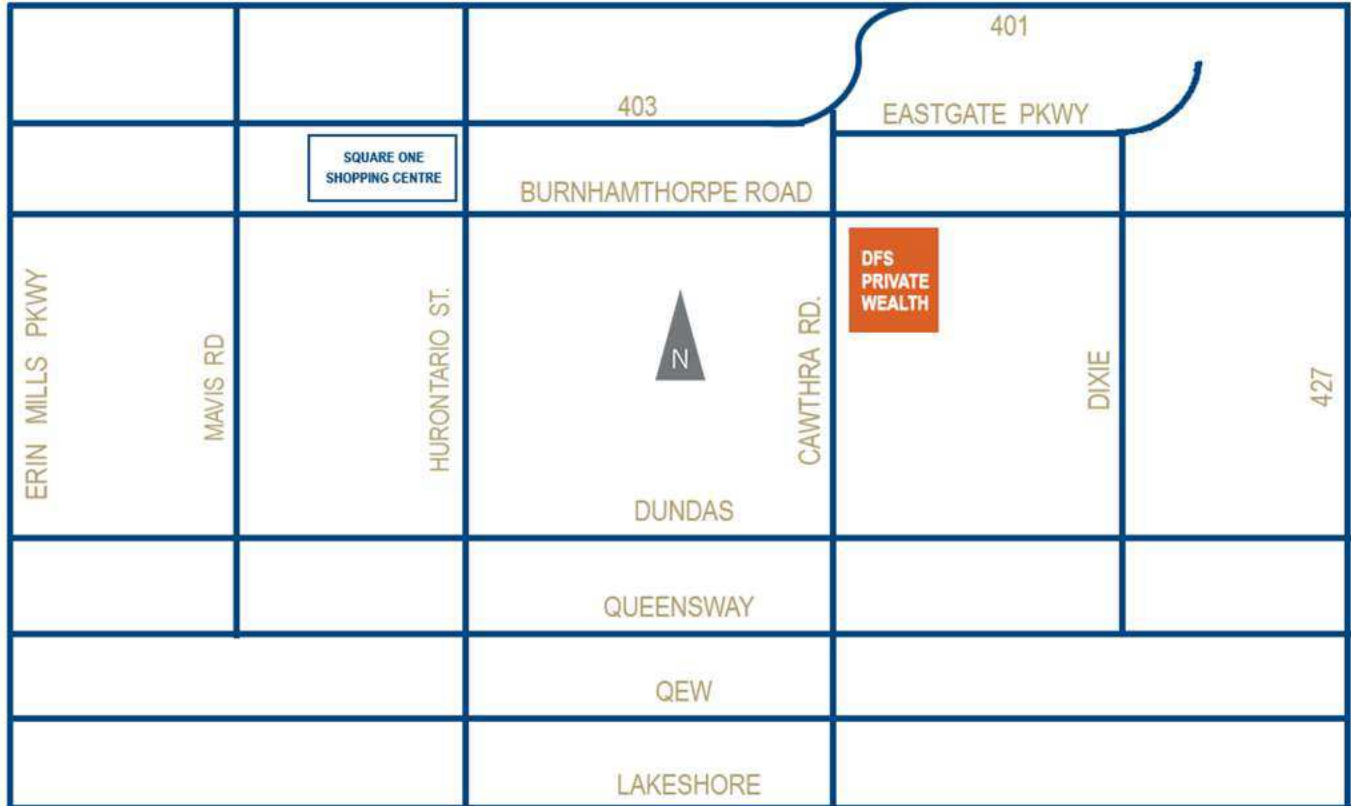 401
403
EASTGATE PKWY
SQUARE ONE
SHOPPING CENTRE
BURNHAMTHORPE ROAD
DFS
PRIVATE
WEALTH
ERIN MILLS PKWY
MAVIS RD
HURONTARIO ST.
N
CAWTHRA RD.
DIXIE
427
DUNDAS
QUEENSWAY
QEW
LAKESHORE